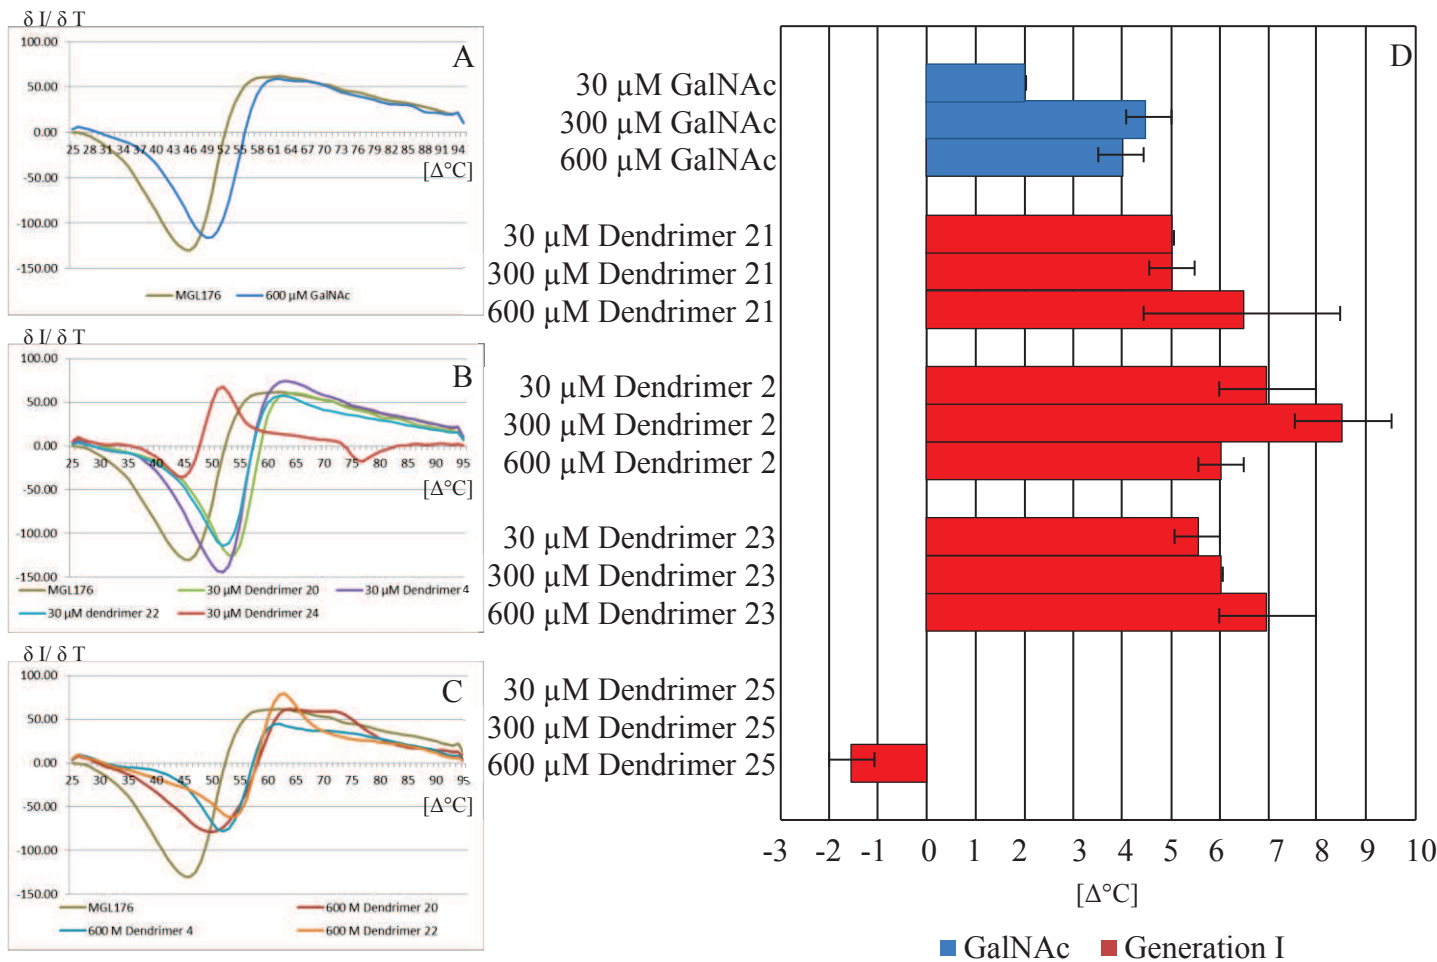 δ I/ δ T
A
100.00
50.00
0.00
-50.00
-100.00
-150.00
25 28 31 34 37 40 43 46 49 52 55 58 61 64 67 70 73 76 79 82 85 88 91 94
[Δ°C]
MGL176 600 µM GalNAc
δ I/ δ T
B
100.00
50.00
0.00
-50.00
-100.00
-150.00
25 30 35 40 45 50 55 60 65 70 75 80 85 90 95
[Δ°C]
MGL176 30 µM Dendrimer 20 30 µM Dendrimer 4
30 µM dendrimer 22 30 µM Dendrimer 24
δ I/ δ T
C
100.00
50.00
0.00
-50.00
-100.00
-150.00
25 30 35 40 45 50 55 60 65 70 75 80 85 90 95
[Δ°C]
MGL176 600 M Dendrimer 20
600 M Dendrimer 4 600 M Dendrimer 22
D
30 µM GalNAc
300 µM GalNAc
600 µM GalNAc
30 µM Dendrimer 21
300 µM Dendrimer 21
600 µM Dendrimer 21
30 µM Dendrimer 2
300 µM Dendrimer 2
600 µM Dendrimer 2
30 µM Dendrimer 23
300 µM Dendrimer 23
600 µM Dendrimer 23
30 µM Dendrimer 25
300 µM Dendrimer 25
600 µM Dendrimer 25
-3 -2 -1 0 1 2 3 4 5 6 7 8 9 10
[Δ°C]
GalNAc Generation I